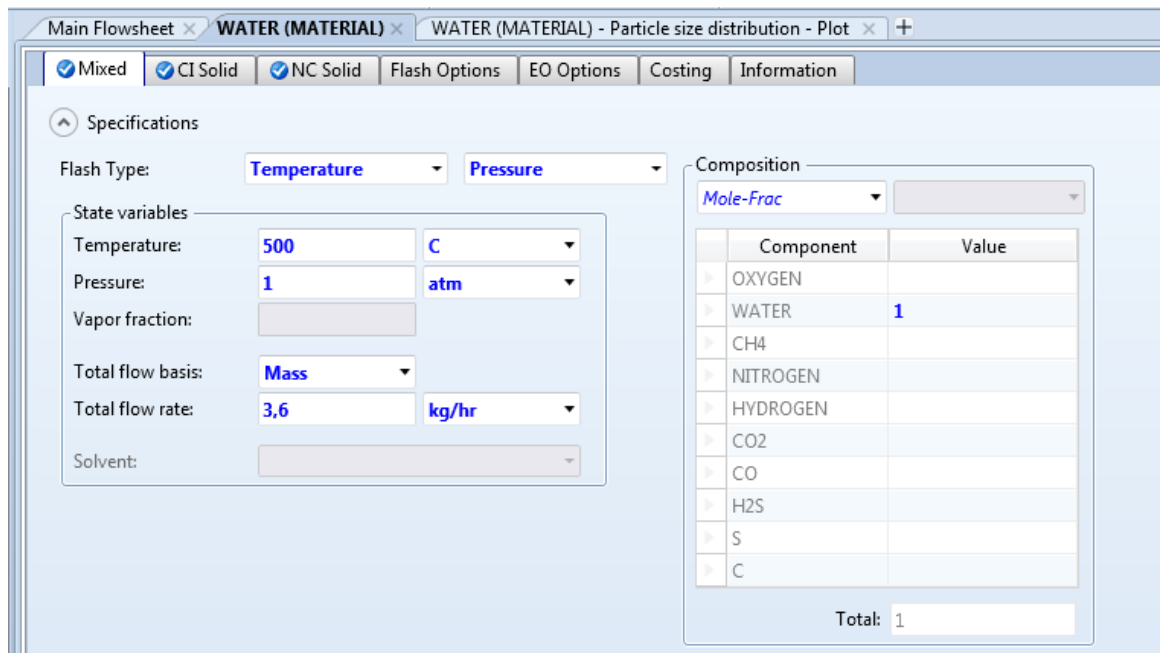 Main Flowsheet WATER (MATERIAL) WATER (MATERIAL) - Particle size distribution - Plot
Mixed CI Solid NC Solid Flash Options EO Options Costing Information
Specifications
Flash Type: Temperature Pressure
State variables
Temperature: 500 C
Pressure: 1 atm
Vapor fraction:
Total flow basis: Mass
Total flow rate: 3,6 kg/hr
Solvent:
Composition
Mole-Frac
Component Value
OXYGEN
WATER 1
CH4
NITROGEN
HYDROGEN
CO2
CO
H2S
S
C
Total: 1